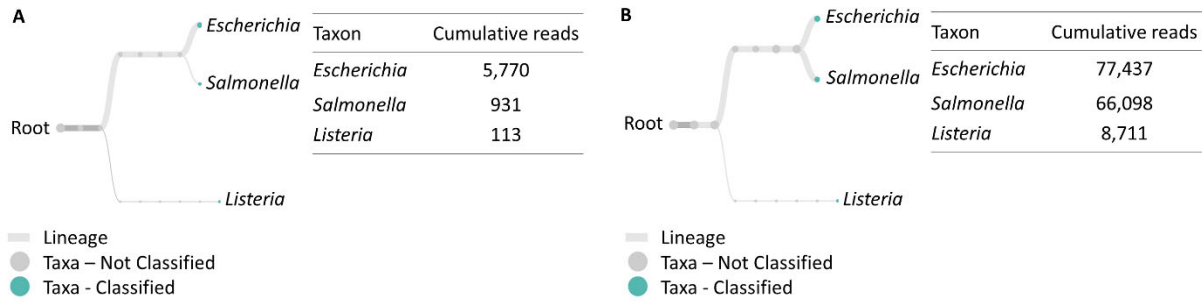 A
Escherichia
Salmonella
Root
Listeria
Taxon Cumulative reads
Escherichia 5,770
Salmonella 931
Listeria 113
Lineage
Taxa – Not Classified
Taxa - Classified
B
Escherichia
Salmonella
Root
Listeria
Taxon Cumulative reads
Escherichia 77,437
Salmonella 66,098
Listeria 8,711
Lineage
Taxa – Not Classified
Taxa - Classified